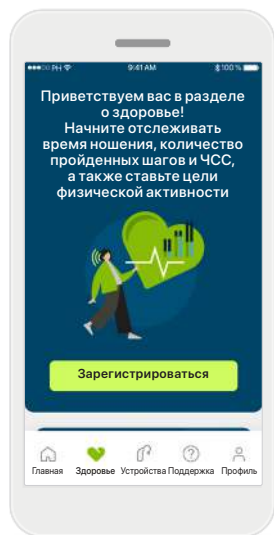 PH 9:41 AM 100 %
Приветствуем вас в разделе
о здоровье!
Начните отслеживать
время ношения, количество
пройденных шагов и ЧСС,
а также ставьте цели
физической активности
Зарегистрироваться
Главная Здоровье Устройства Поддержка Профиль